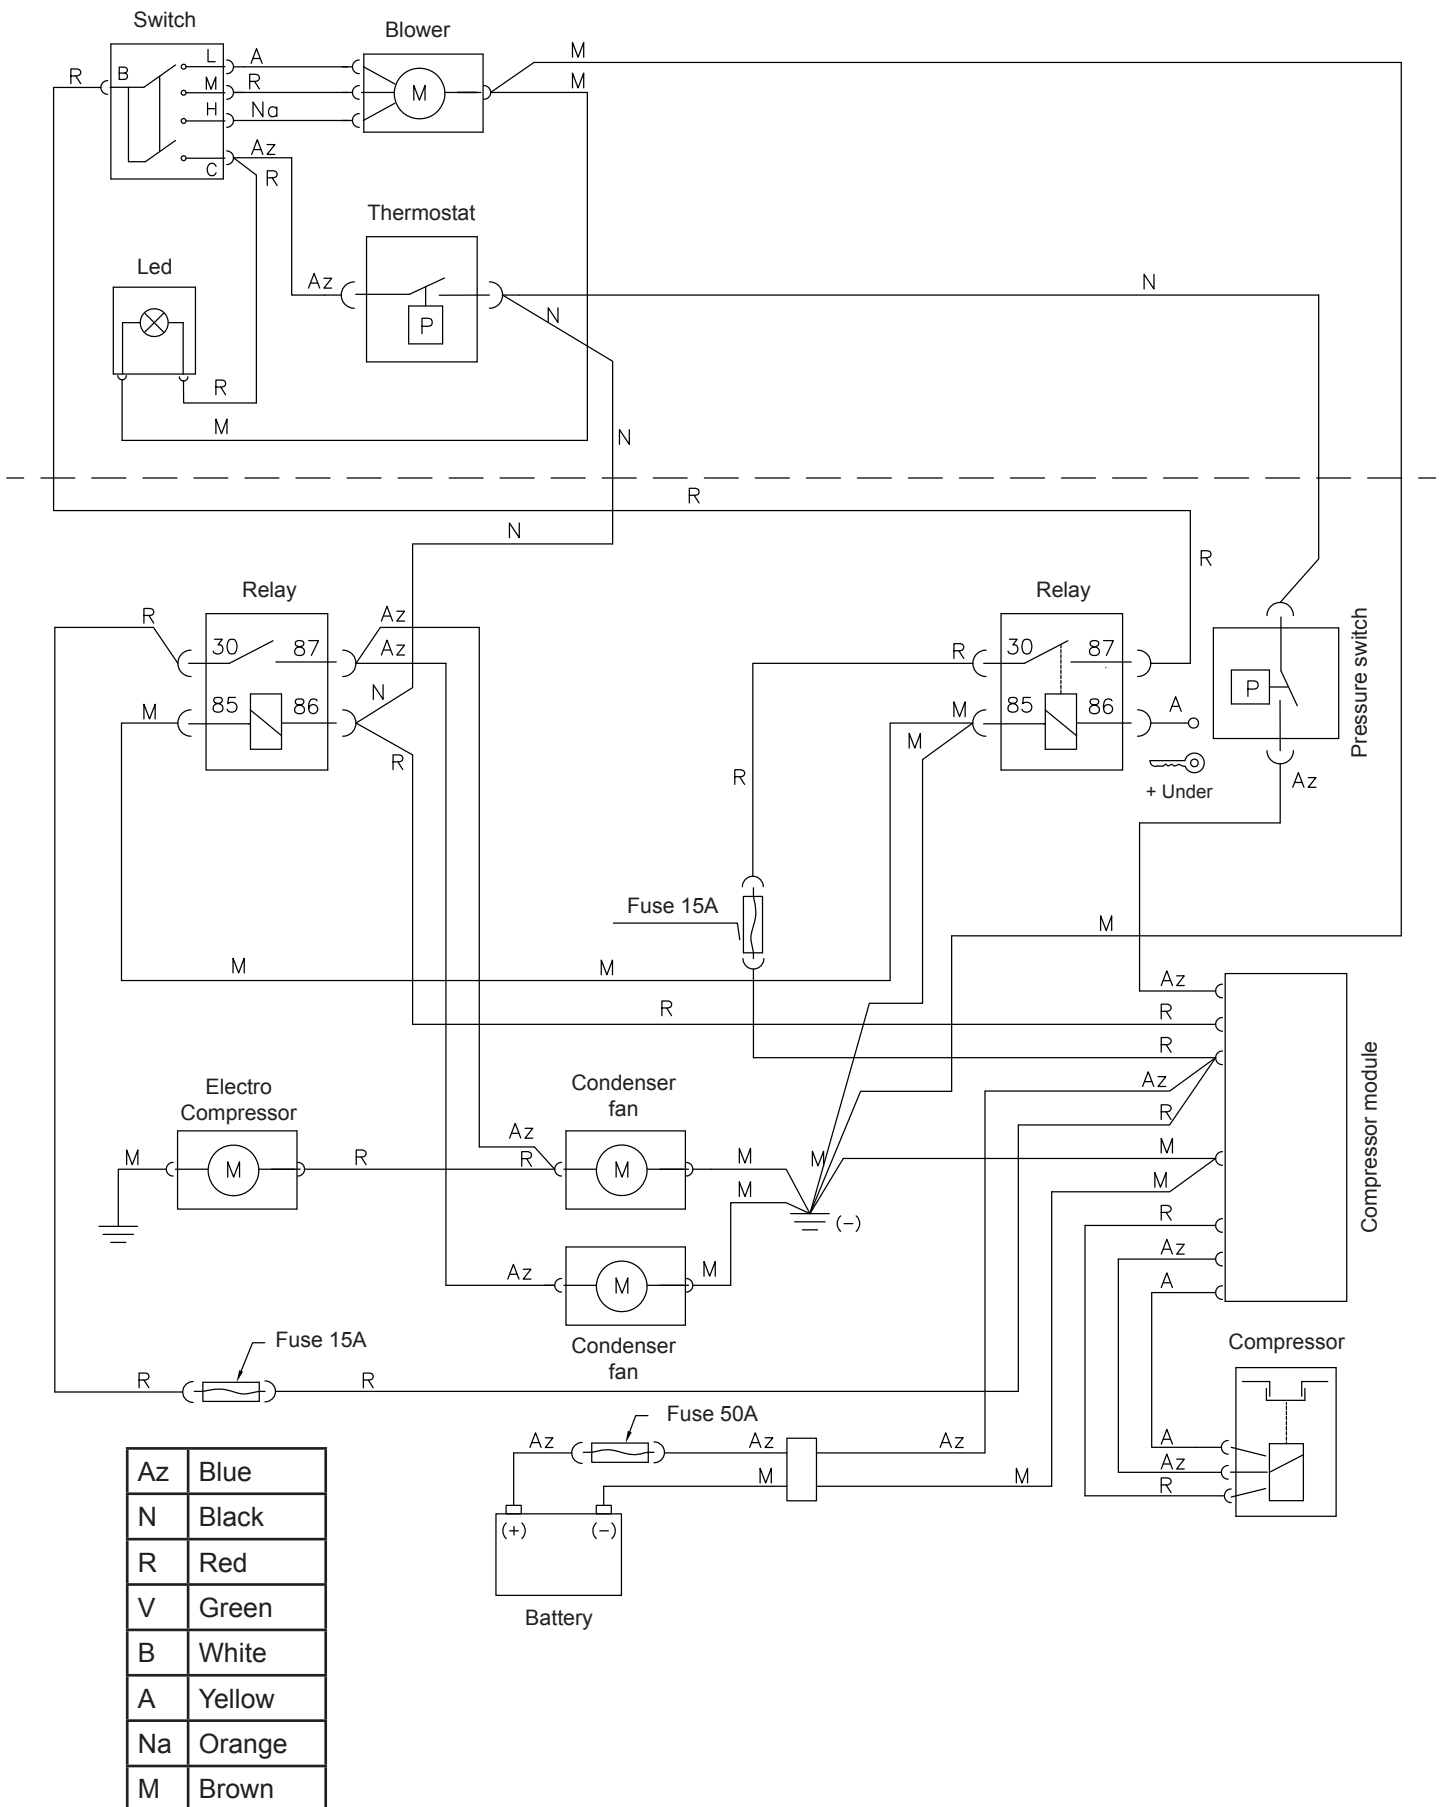 Switch
Blower
M
L
A
R
B
M
R
M
M
H
Na
Az
C
R
Thermostat
Led
Az
N
P
N
R
M
N
R
N
R
Relay
Relay
Pressure switch
R
Az
30
87
Az
R
30
87
N
P
M
85
86
M
85
86
A
M
R
R
+ Under
Az
Fuse 15A
M
M
M
Az
R
R
R
Compressor module
Electro
Compressor
Condenser
fan
Az
R
Az
M
R
R
M
M
M
M
M
M
(-)
R
Az
Az
M
M
A
Fuse 15A
Condenser
fan
Compressor
R
R
Fuse 50A
Az
Az
Az
A
Az
M
M
R
(+)
(-)
Battery
Az Blue
N Black
R Red
V Green
B White
A Yellow
Na Orange
M Brown